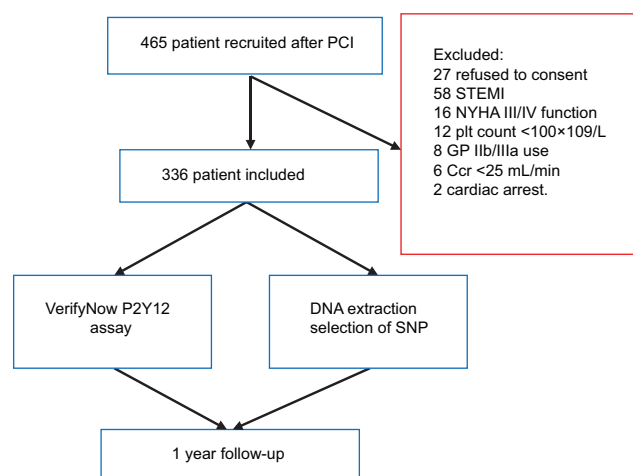 465 patient recruited after PCI
Excluded:
27 refused to consent
58 STEMI
16 NYHA III/IV function
12 plt count <100×109/L
8 GP IIb/IIIa use
6 Ccr <25 mL/min
2 cardiac arrest.
336 patient included
VerifyNow P2Y12
assay
DNA extraction
selection of SNP
1 year follow-up